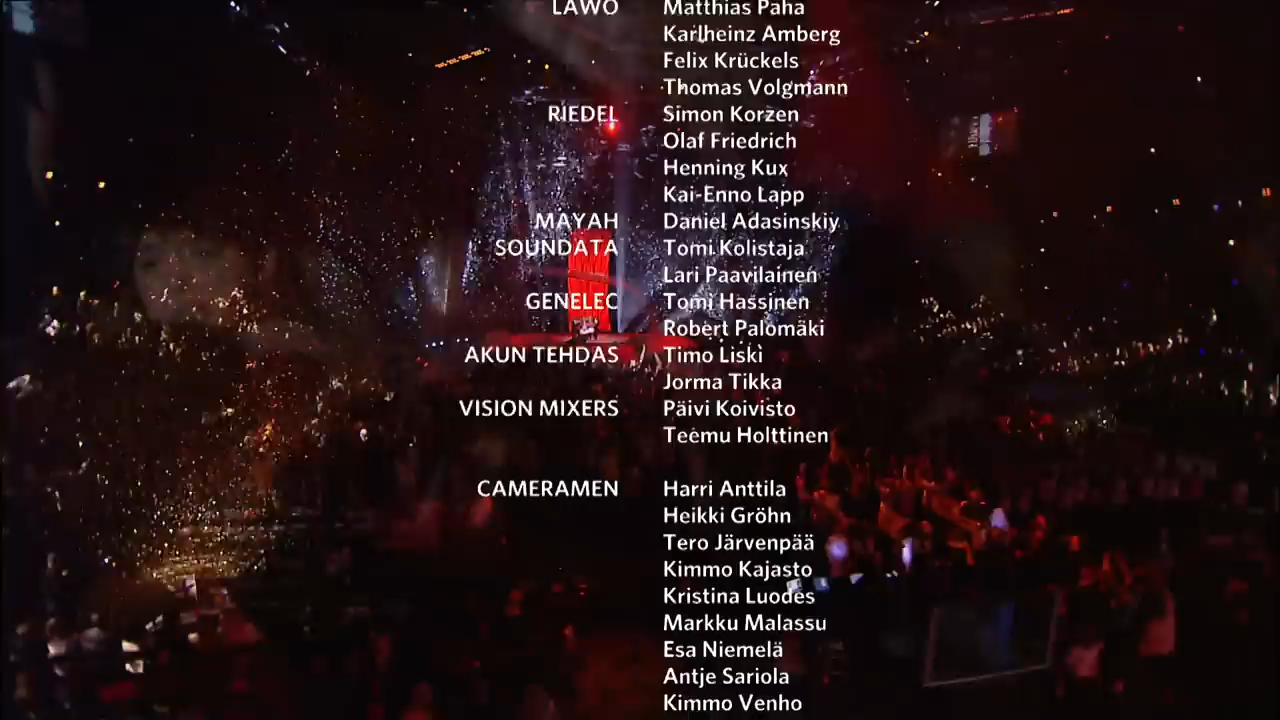 LAWO Matthias Paha
Karlheinz Amberg
Felix Krückels
Thomas Volgmann
RIEDEL Simon Korzen
Olaf Friedrich
Henning Kux
Kai-Enno Lapp
MAYAH Daniel Adasinskiy
SOUNDATA Tomi Kolistaja
Lari Paavilainen
GENELEC Tomi Hassinen
Robert Palomäki
AKUN TEHDAS Timo Liski
Jorma Tikka
VISION MIXERS Päivi Koivisto
Teemu Holttinen
CAMERAMEN Harri Anttila
Heikki Gröhn
Tero Järvenpää
Kimmo Kajasto
Kristina Luodes
Markku Malassu
Esa Niemelä
Antje Sariola
Kimmo Venho